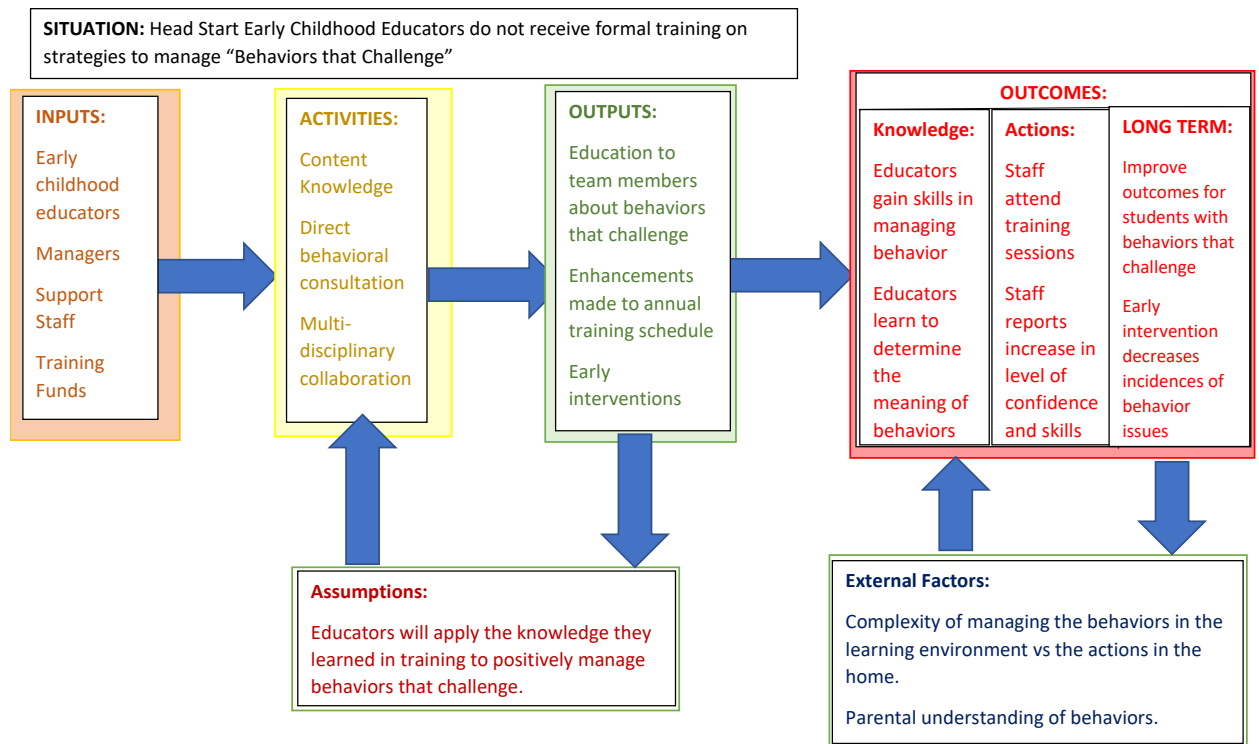 SITUATION: Head Start Early Childhood Educators do not receive formal training on
strategies to manage “Behaviors that Challenge”
INPUTS:
Early
childhood
educators
Managers
Support
Staff
Training
Funds
ACTIVITIES:
Content
Knowledge
Direct
behavioral
consultation
Multi-
disciplinary
collaboration
OUTPUTS:
Education to
team members
about behaviors
that challenge
Enhancements
made to annual
training schedule
Early
interventions
OUTCOMES:
Knowledge:
Educators
gain skills in
managing
behavior
Educators
learn to
determine
the
meaning of
behaviors
Actions:
Staff
attend
training
sessions
Staff
reports
increase in
level of
confidence
and skills
LONG TERM:
Improve
outcomes for
students with
behaviors that
challenge
Early
intervention
decreases
incidences of
behavior
issues
Assumptions:
Educators will apply the knowledge they
learned in training to positively manage
behaviors that challenge.
External Factors:
Complexity of managing the behaviors in the
learning environment vs the actions in the
home.
Parental understanding of behaviors.